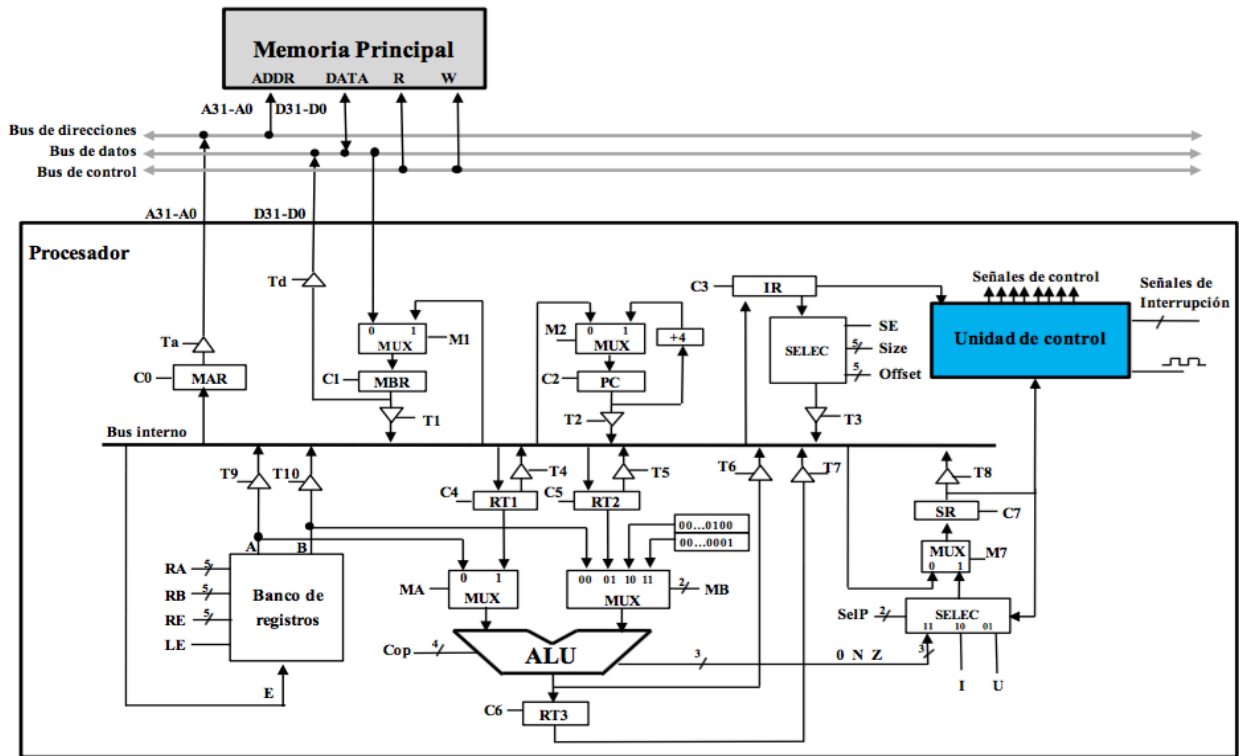 Memoria Principal
ADDR DATA R W
A31-A0 D31-D0
Bus de direcciones
Bus de datos
Bus de control
A31-A0 D31-D0
Procesador
Señales de control
Señales de
Interrupción
Unidad de control
C3 IR
SELEC
SE
5 Size
5 Offset
T3
Td
Ta
C0 MAR
0 1
MUX
M1
C1 MBR
T1
M2
0 1
MUX
+4
C2 PC
T2
Bus interno
T9 T10
C4 RT1 T4
C5 RT2 T5
T6 T7
T8
SR C7
MUX M7
0 1
SelP 2
SELEC
11 10 01
3
I U
00...0100
00...0001
A B
RA 5
RB 5
RE 5
LE
Banco de
registros
E
MA
0 1
MUX
00 01 10 11
MUX
2 MB
Cop 4
ALU
3
0 N Z
C6 RT3